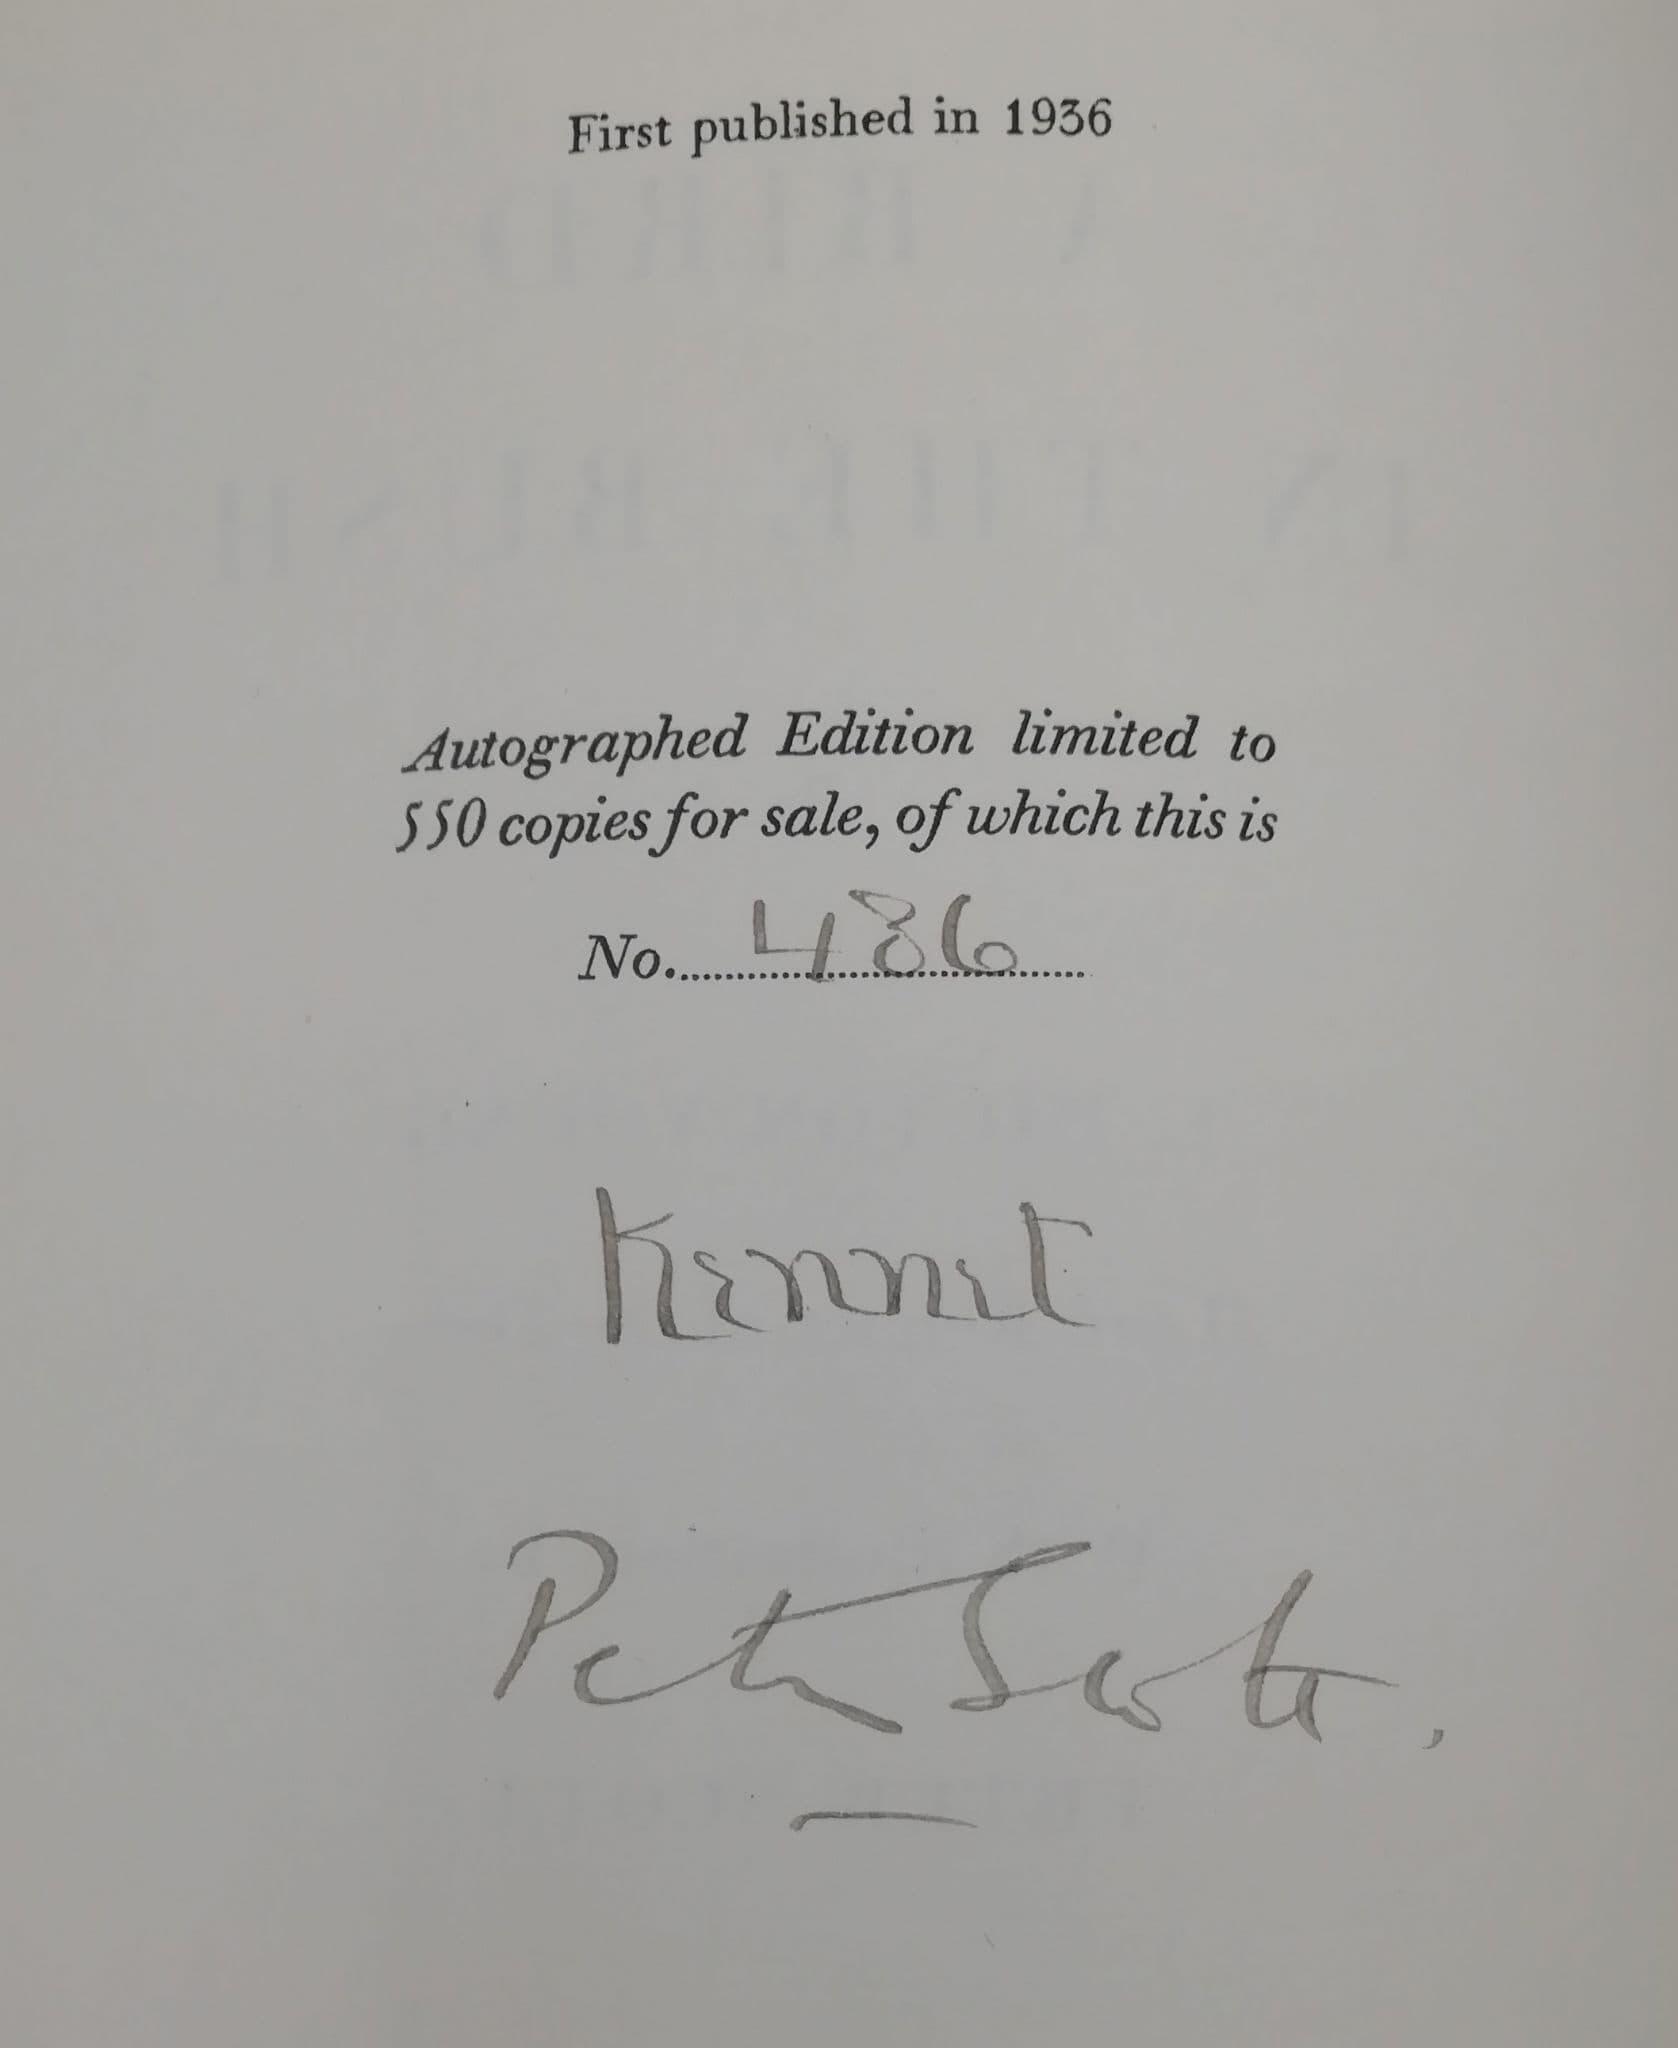 First published in 1936
Autographed Edition limited to
550 copies for sale, of which this is
No. 486
Kennet
Peter Scott.